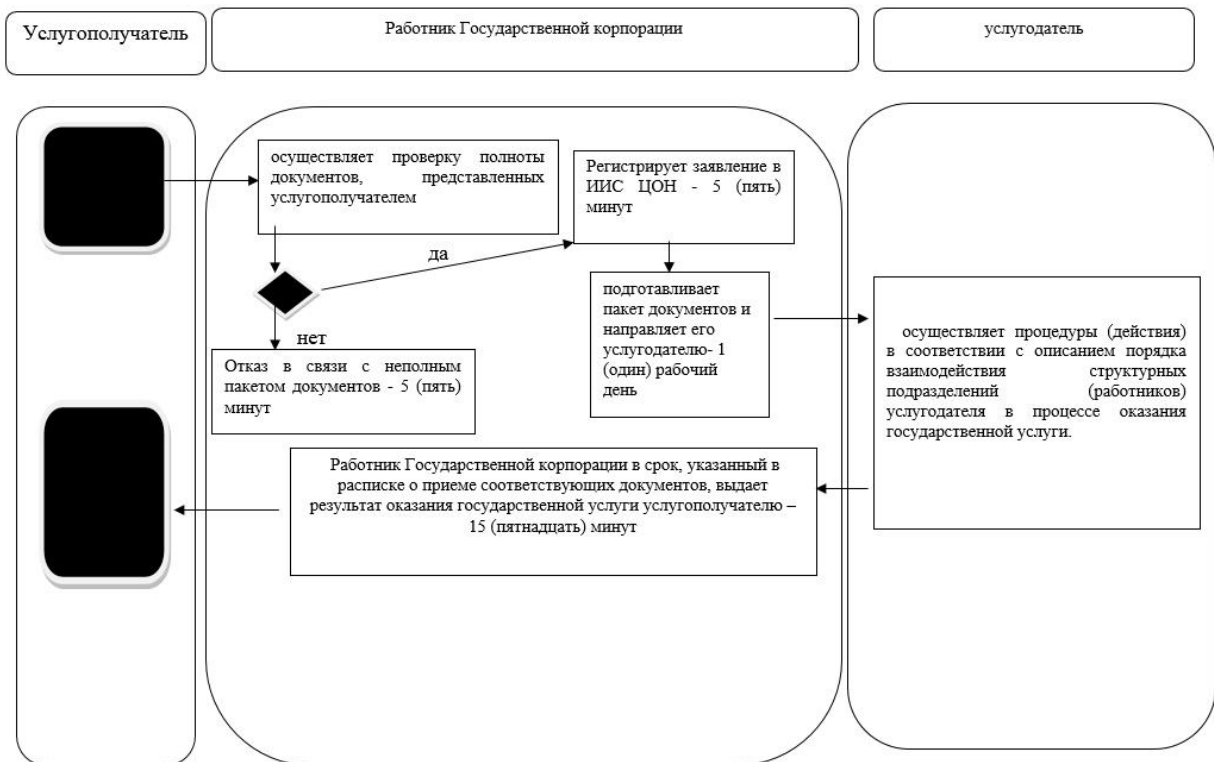 Услугополучатель
Работник Государственной корпорации
услугодатель
осуществляет проверку полноты
документов, представленных
услугополучателем
Регистрирует заявление в
ИИС ЦОН - 5 (пять)
минут
да
нет
Отказ в связи с неполным
пакетом документов - 5 (пять)
минут
подготавливает
пакет документов и
направляет его
услугодателю- 1
(один) рабочий
день
осуществляет процедуры (действия)
в соответствии с описанием порядка
взаимодействия структурных
подразделений (работников)
услугодателя в процессе оказания
государственной услуги.
Работник Государственной корпорации в срок, указанный в
расписке о приеме соответствующих документов, выдает
результат оказания государственной услуги услугополучателю –
15 (пятнадцать) минут